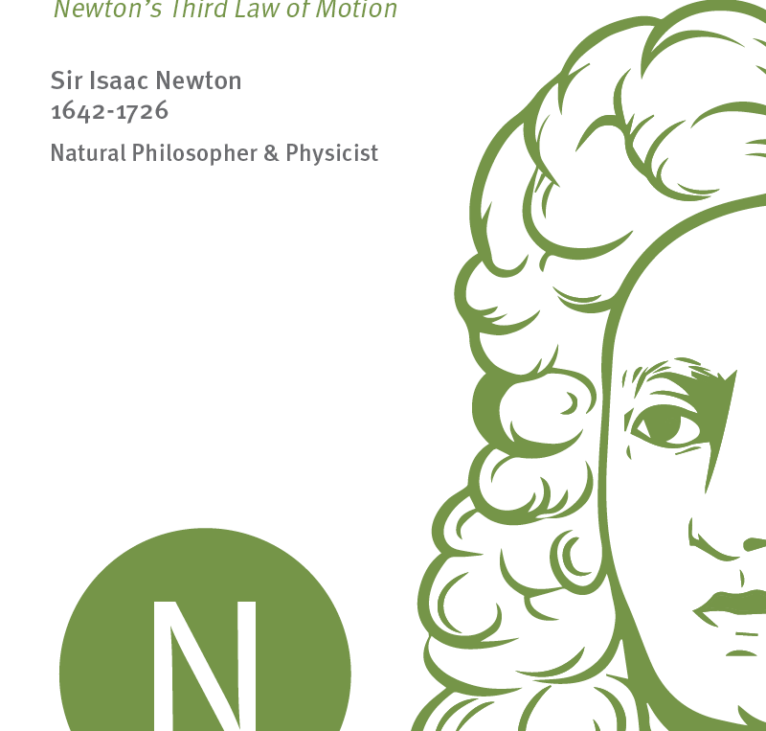 Newton's Third Law of Motion
Sir Isaac Newton
1642-1726
Natural Philosopher & Physicist
N